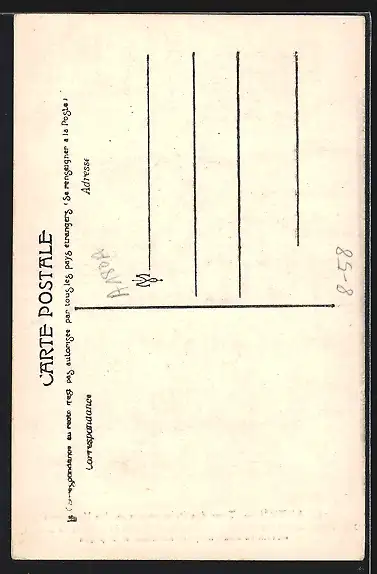 CARTE POSTALE
la Correspondance au recto n'est pas autorisée par tous les pays étrangers (Se renseigner à la Poste)
Correspondance
Adresse
M
8-58